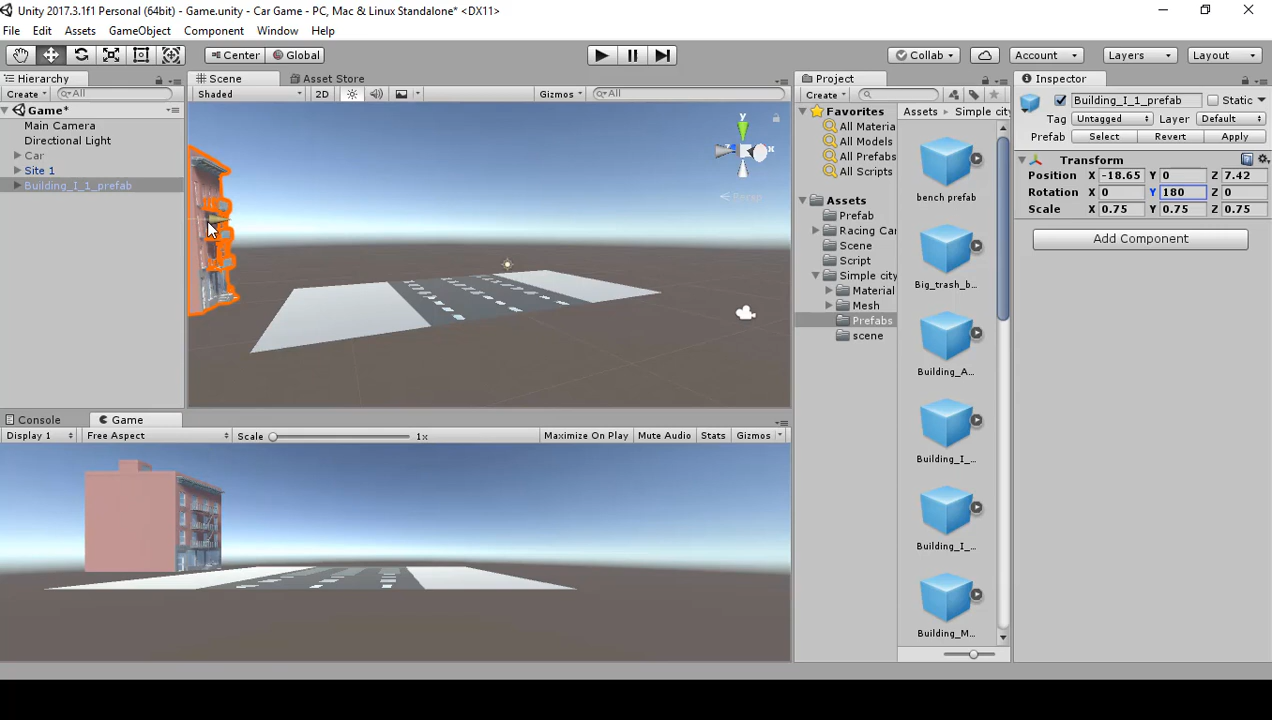 Unity 2017.3.1f1 Personal (64bit) - Game.unity - Car Game - PC, Mac & Linux Standalone* <DX11>
File Edit Assets GameObject Component Window Help
Center Global Collab Account Layers Layout
Hierarchy
Create All
Game*
Main Camera
Directional Light
Car
Site 1
Building_I_1_prefab
Scene Asset Store
Shaded 2D Gizmos All
y
x
z
Persp
Console Game
Display 1 Free Aspect Scale 1x Maximize On Play Mute Audio Stats Gizmos
Project
Create
Favorites
All Materia
All Models
All Prefabs
All Scripts
Assets
Prefab
Racing Car
Scene
Script
Simple city
Material
Mesh
Prefabs
scene
Assets Simple city
bench prefab
Big_trash_b...
Building_A...
Building_I_...
Building_I_...
Building_M...
Inspector
Building_I_1_prefab Static
Tag Untagged Layer Default
Prefab Select Revert Apply
Transform
Position X -18.65 Y 0 Z 7.42
Rotation X 0 Y 180 Z 0
Scale X 0.75 Y 0.75 Z 0.75
Add Component